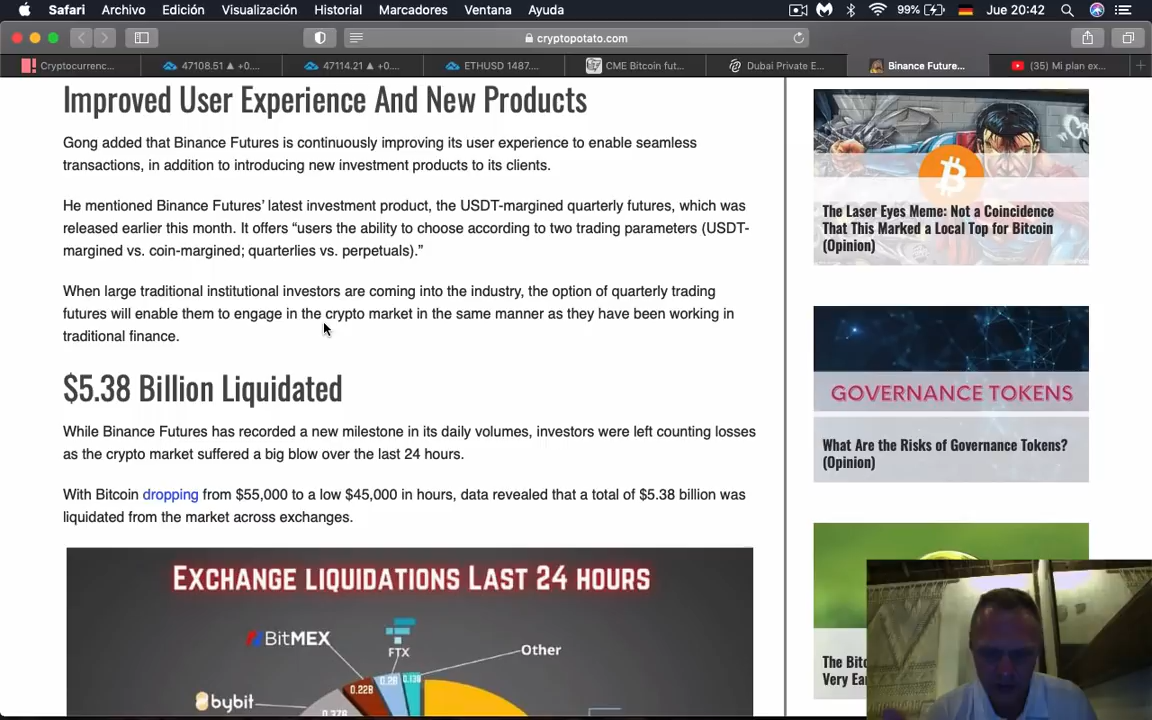 Safari Archivo Edición Visualización Historial Marcadores Ventana Ayuda 99% Jue 20:42
cryptopotato.com
Cryptocurrenc... 47108.51 ▲ +0.... 47114.21 ▲ +0.... ETHUSD 1487.... CME Bitcoin fut... Dubai Private E... Binance Future... (35) Mi plan ex...
Improved User Experience And New Products
Gong added that Binance Futures is continuously improving its user experience to enable seamless
transactions, in addition to introducing new investment products to its clients.
He mentioned Binance Futures’ latest investment product, the USDT-margined quarterly futures, which was
released earlier this month. It offers “users the ability to choose according to two trading parameters (USDT-
margined vs. coin-margined; quarterlies vs. perpetuals).”
When large traditional institutional investors are coming into the industry, the option of quarterly trading
futures will enable them to engage in the crypto market in the same manner as they have been working in
traditional finance.
$5.38 Billion Liquidated
While Binance Futures has recorded a new milestone in its daily volumes, investors were left counting losses
as the crypto market suffered a big blow over the last 24 hours.
With Bitcoin dropping from $55,000 to a low $45,000 in hours, data revealed that a total of $5.38 billion was
liquidated from the market across exchanges.
EXCHANGE LIQUIDATIONS LAST 24 HOURS
BitMEX
FTX
Other
0.22B
0.13B
bybit
The Laser Eyes Meme: Not a Coincidence
That This Marked a Local Top for Bitcoin
(Opinion)
GOVERNANCE TOKENS
What Are the Risks of Governance Tokens?
(Opinion)
The Bitc
Very Ear